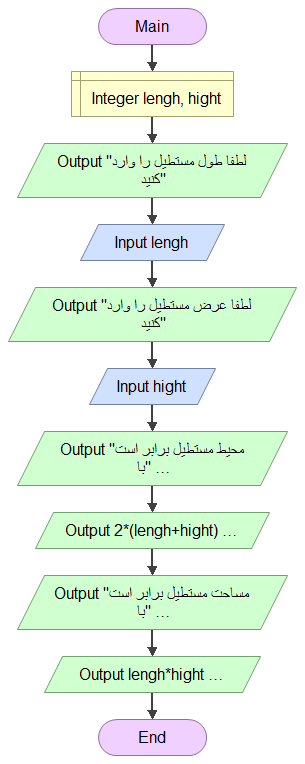 Main
Integer lengh, hight
Output "لطفا طول مستطیل را وارد
کنید"
Input lengh
Output "لطفا عرض مستطیل را وارد
کنید"
Input hight
Output "محیط مستطیل برابر است
با" ...
Output 2*(lengh+hight) ...
Output "مساحت مستطیل برابر است
با" ...
Output lengh*hight ...
End